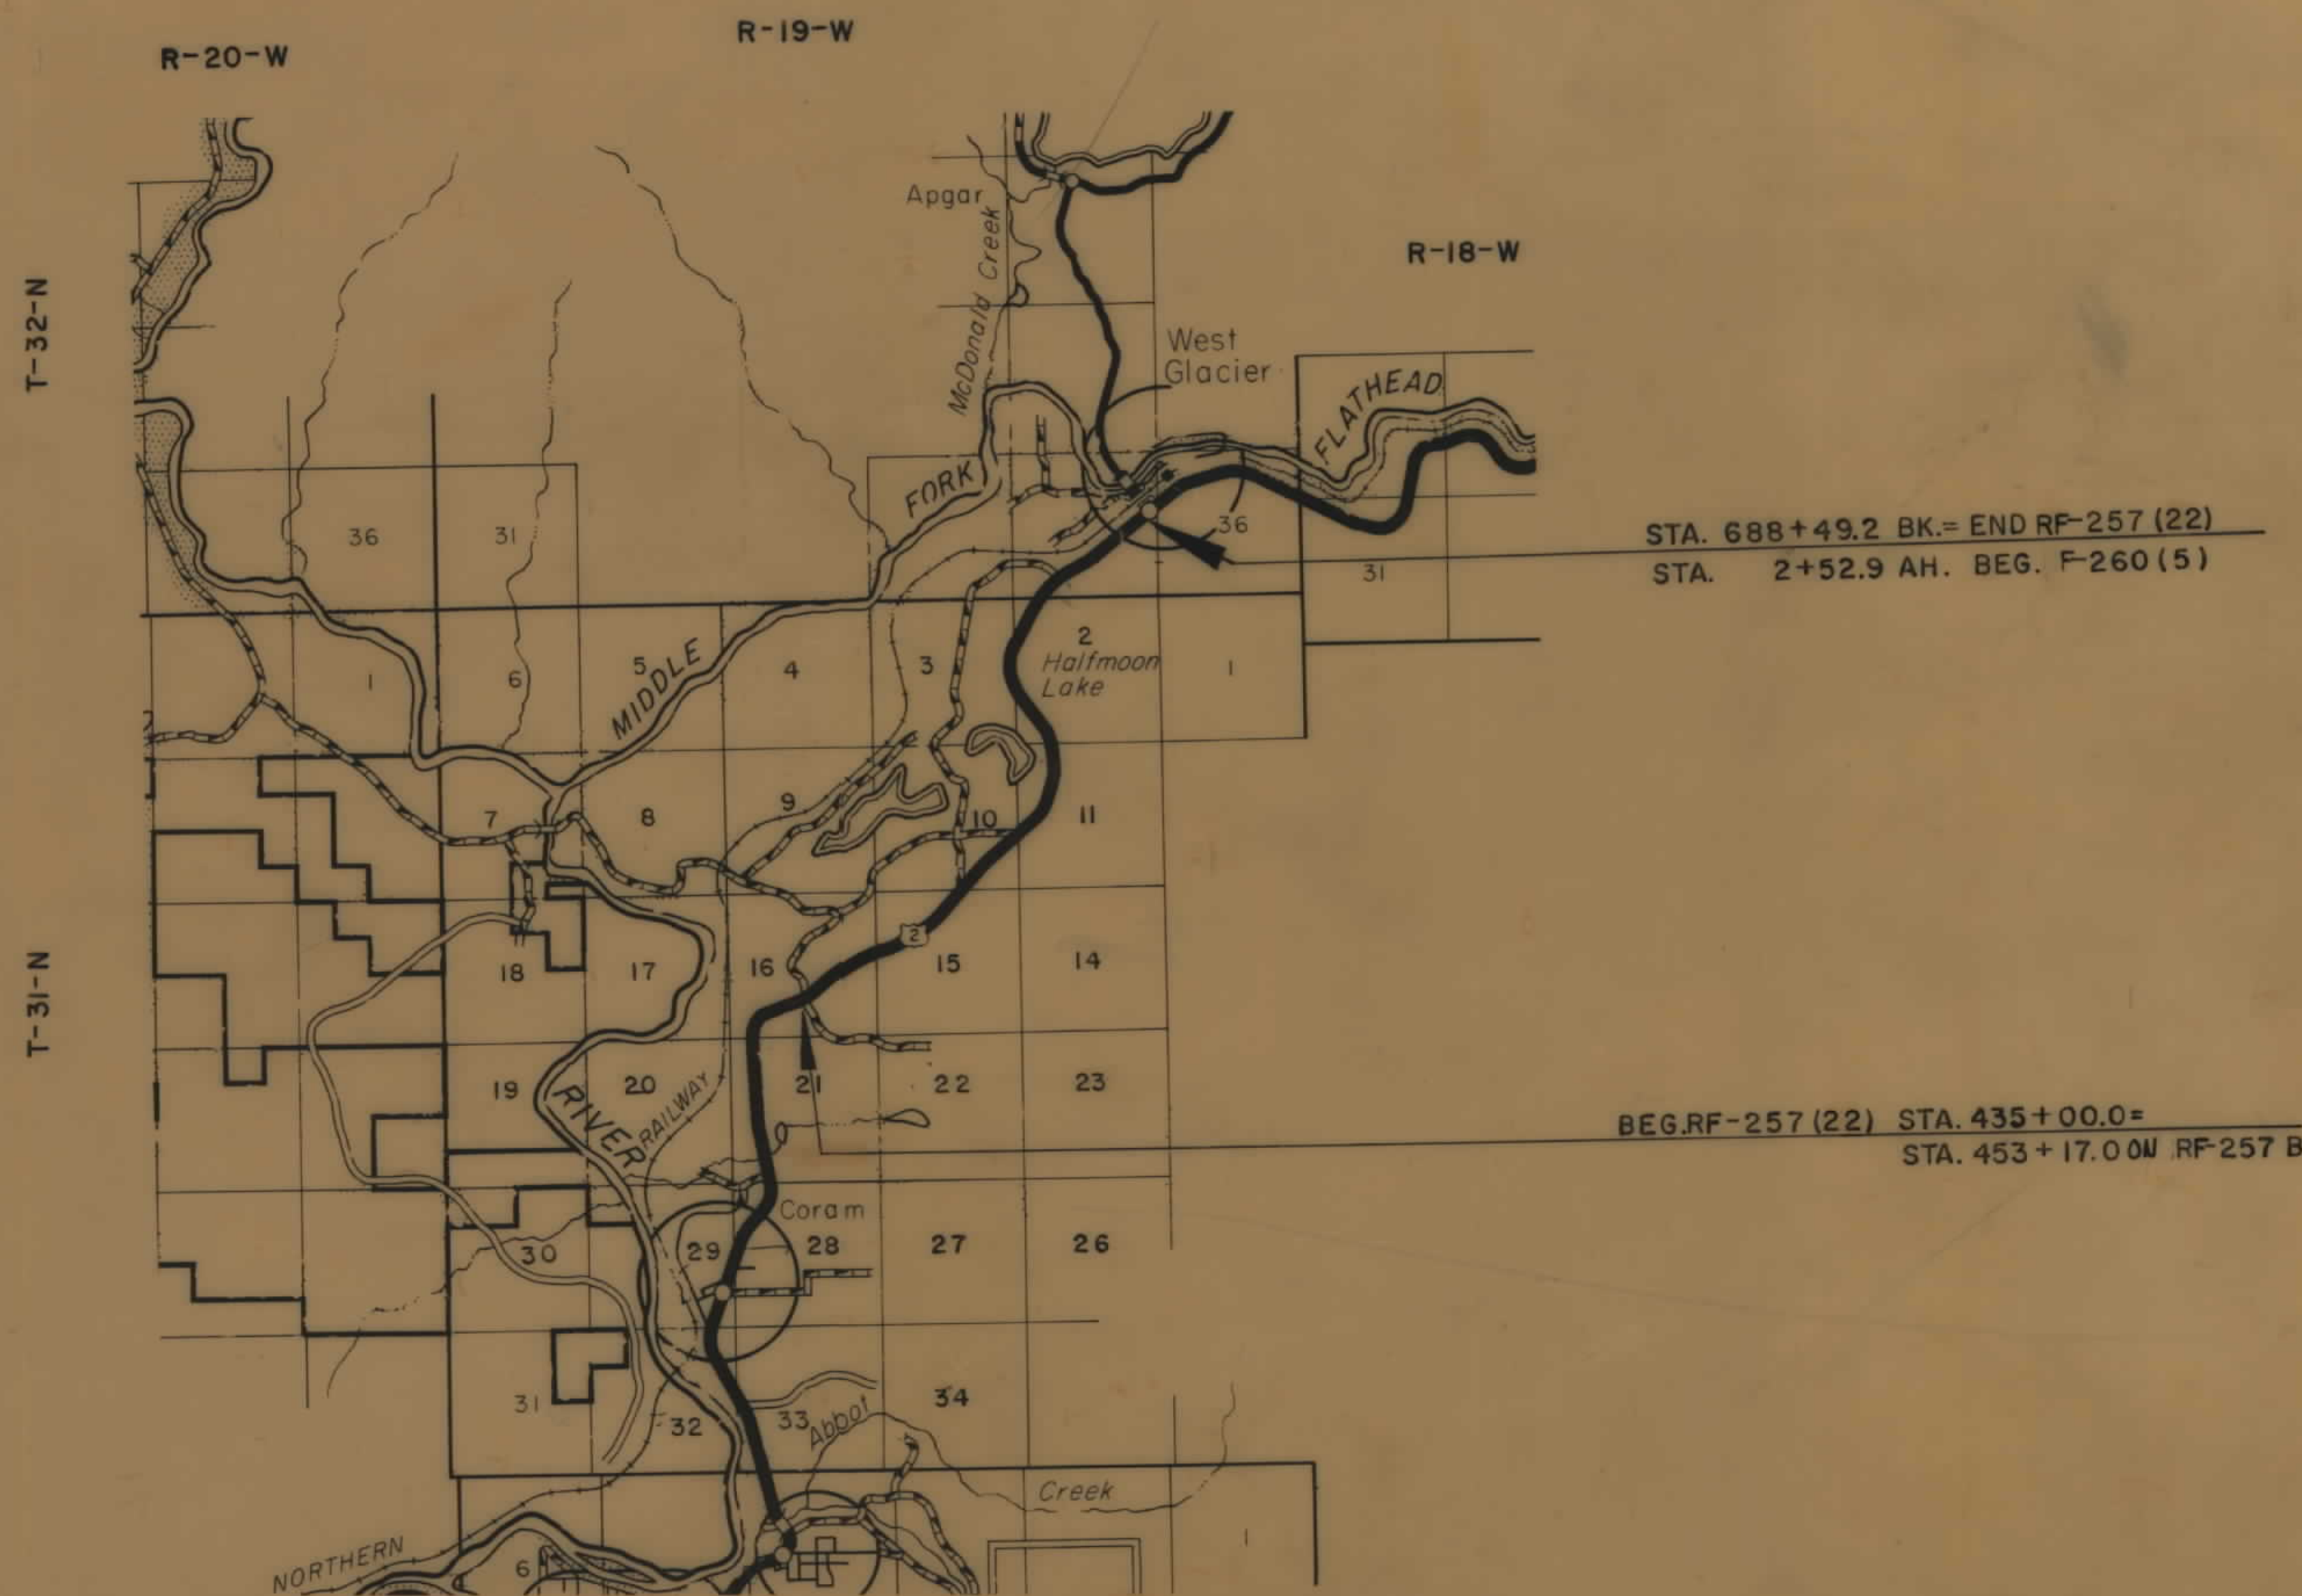 R-20-W
R-19-W
R-18-W
T-32-N
T-31-N
Apgar
McDonald Creek
West
Glacier
FLATHEAD
FORK
36
31
36
31
STA. 688+49.2 BK.= END RF-257 (22)
STA. 2+52.9 AH. BEG. F-260 (5)
1
6
5
MIDDLE
4
3
2
Halfmoon
Lake
1
7
8
9
10
11
2
18
17
16
15
14
19
20
21
22
23
RIVER
RAILWAY
BEG.RF-257 (22) STA. 435+00.0=
STA. 453+17.0 ON RF-257 B
Coram
30
29
28
27
26
31
32
33
34
Abbot
Creek
NORTHERN
6
1